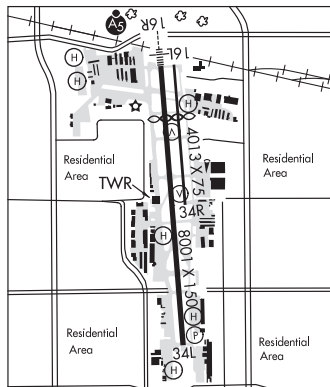 A5
16R
16L
H
H
H
V
4013 X 75
Residential
Area
Residential
Area
TWR
V
34R
H
8001 X 150
H
P
Residential
Area
Residential
Area
34L
H